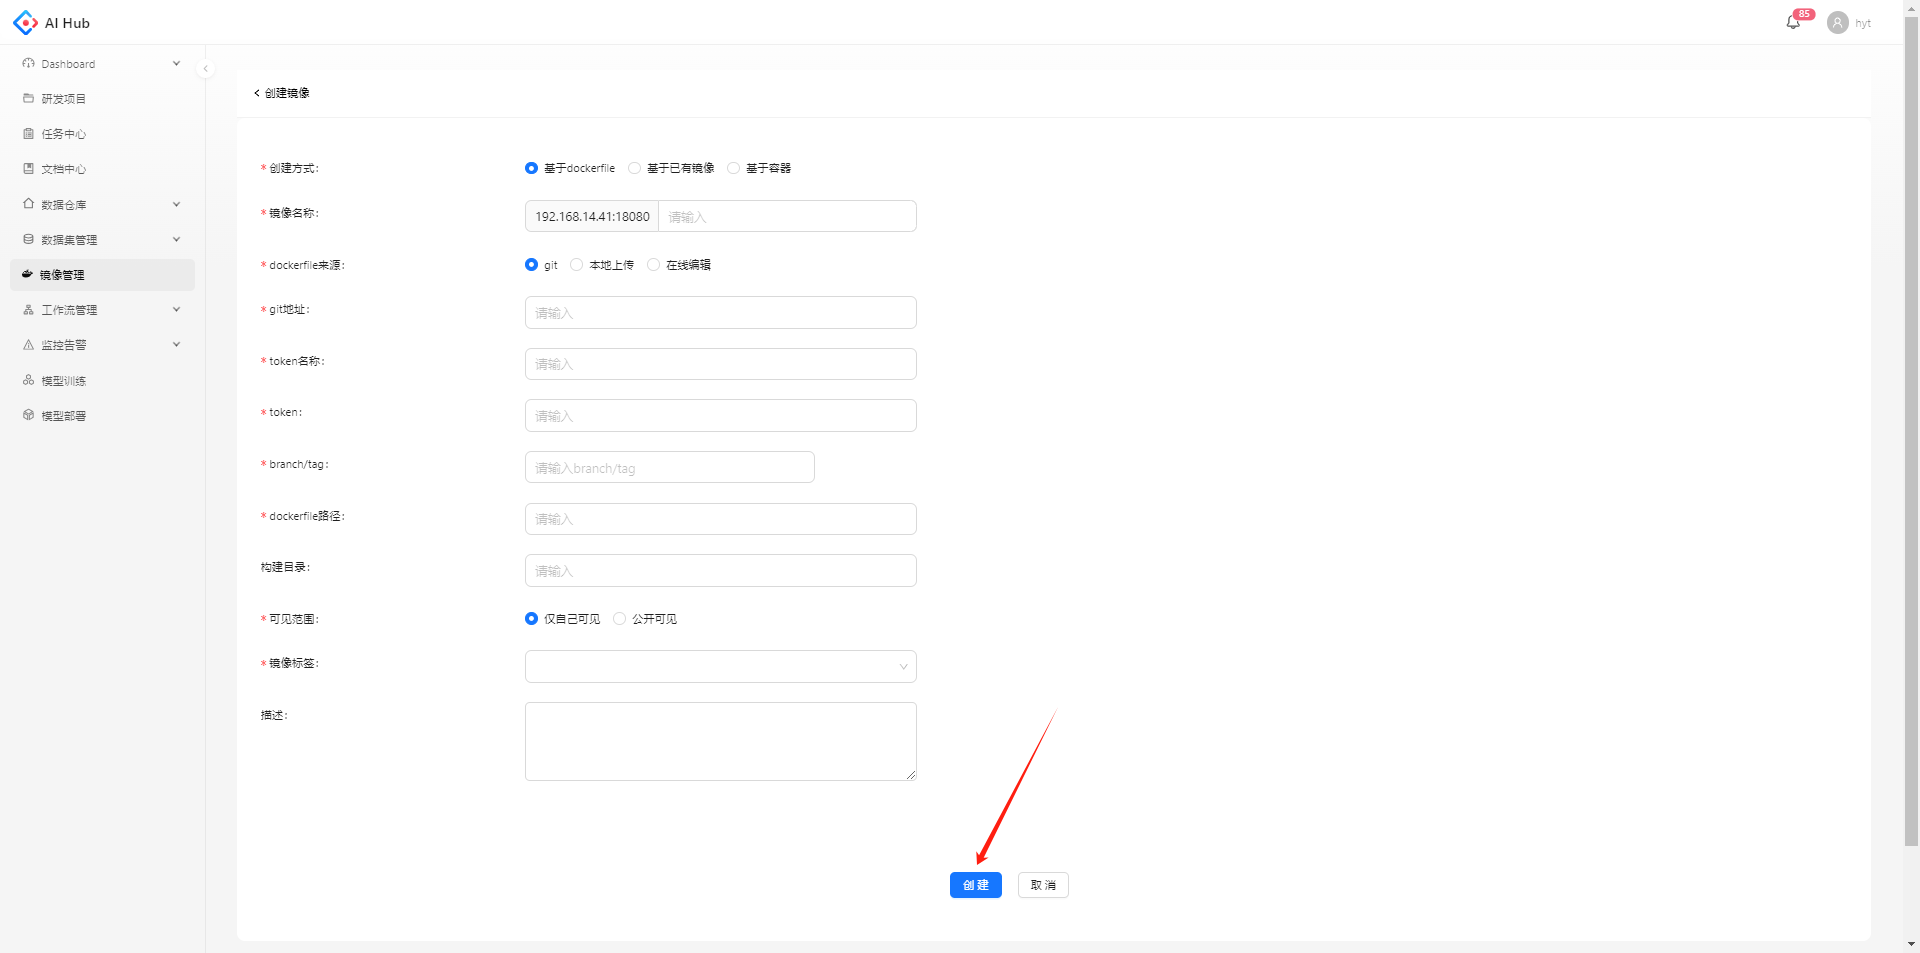 AI Hub
85
hyt
Dashboard
研发项目
任务中心
文档中心
数据仓库
数据集管理
镜像管理
工作流管理
监控告警
模型训练
模型部署
创建镜像
* 创建方式: 基于dockerfile 基于已有镜像 基于容器
* 镜像名称: 192.168.14.41:18080 请输入
* dockerfile来源: git 本地上传 在线编辑
* git地址: 请输入
* token名称: 请输入
* token: 请输入
* branch/tag: 请输入branch/tag
* dockerfile路径: 请输入
构建目录: 请输入
* 可见范围: 仅自己可见 公开可见
* 镜像标签:
描述:
创 建 取 消